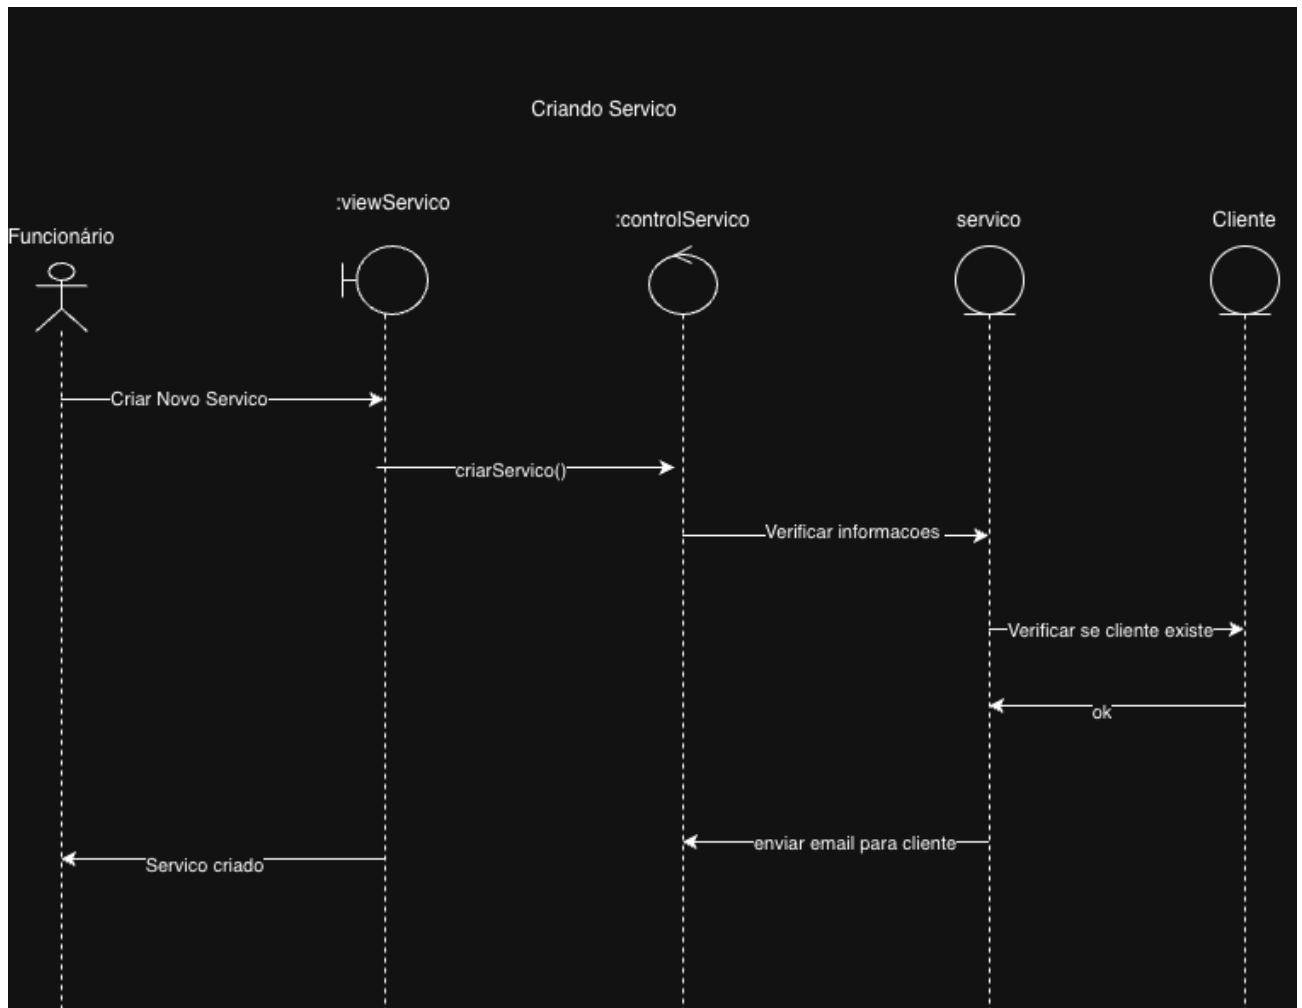 Criando Servico
:viewServico
:controlServico
servico
Cliente
Funcionário
Criar Novo Servico
criarServico()
Verificar informacoes
Verificar se cliente existe
ok
enviar email para cliente
Servico criado